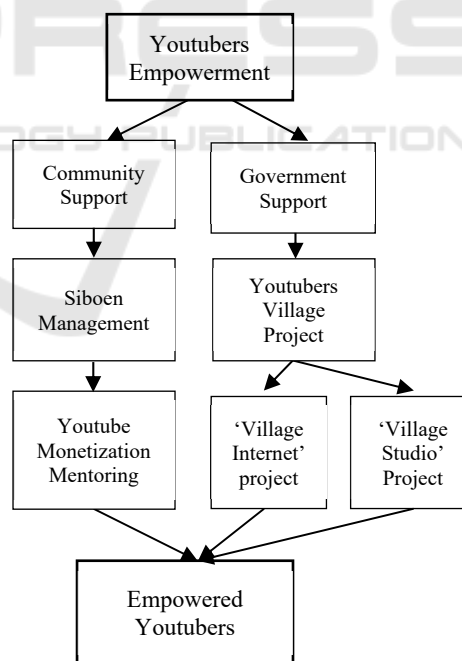 PRESS
Youtubers
Empowerment
Community
Support
Government
Support
Siboen
Management
Youtubers
Village
Project
Youtube
Monetization
Mentoring
‘Village
Internet’
project
‘Village
Studio’
Project
Empowered
Youtubers